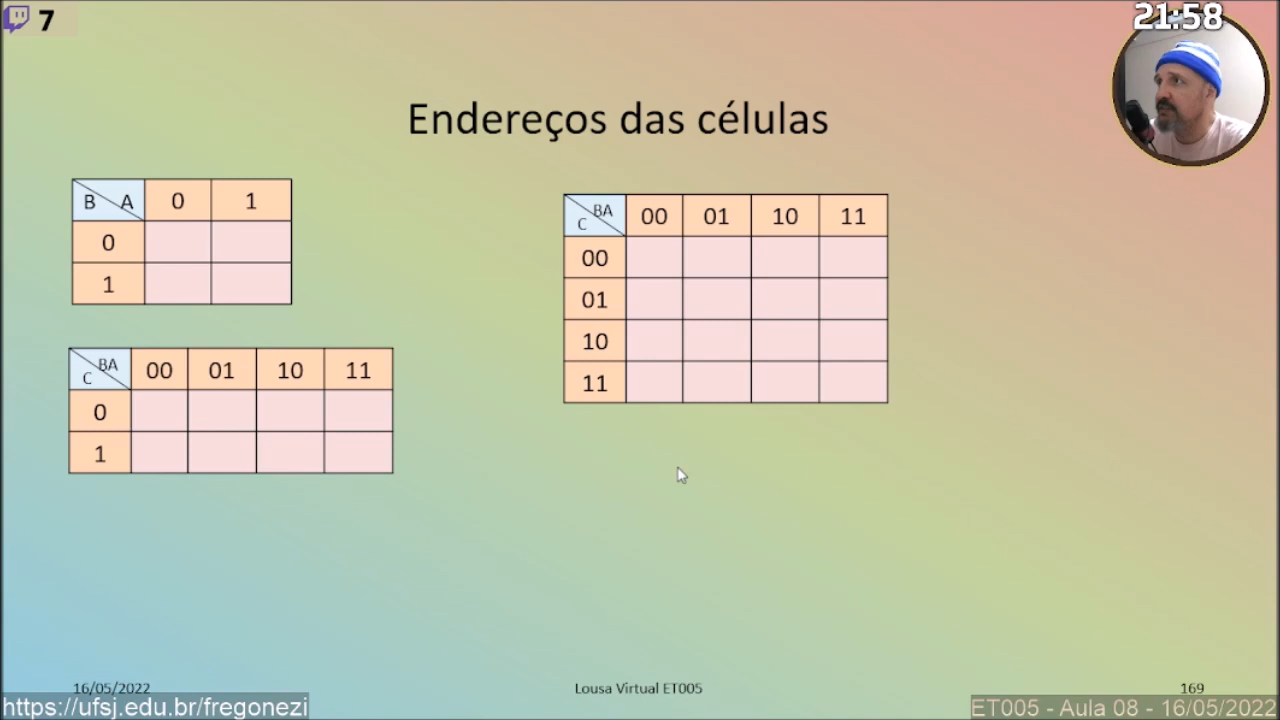 7
21:58
Endereços das células
B A 0 1
0
1
BA
C 00 01 10 11
00
01
10
11
BA
C 00 01 10 11
0
1
16/05/2022
Lousa Virtual ET005
169
https://ufsj.edu.br/fregonezi
ET005 - Aula 08 - 16/05/2022